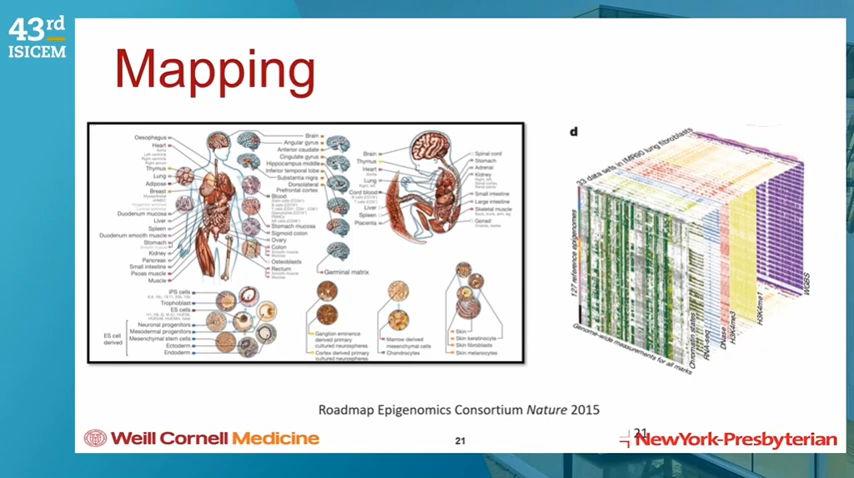 43rd
ISICEM
Mapping
Oesophagus
Heart
Thymus
Lung
Adipose
Breast
Duodenum mucosa
Liver
Spleen
Duodenum smooth muscle
Stomach
Kidney
Pancreas
Small intestine
Psoas muscle
Muscle
Brain
Angular gyrus
Anterior caudate
Cingulate gyrus
Hippocampus middle
Inferior temporal lobe
Substantia nigra
Dorsolateral
Prefrontal cortex
Blood
Stomach mucosa
Sigmoid colon
Ovary
Colon
Osteoblasts
Rectum
Germinal matrix
Brain
Thymus
Heart
Lung
Cord blood
Liver
Spleen
Placenta
Spinal cord
Stomach
Adrenal
Kidney
Small intestine
Large intestine
Skeletal muscle
Gonad
iPS cells
Trophoblast
ES cells
ES cell
derived
Neuronal progenitors
Mesodermal progenitors
Mesenchymal stem cells
Ectoderm
Endoderm
Ganglion eminence
derived primary
cultured neurospheres
Cortex derived primary
cultured neurospheres
Marrow derived
mesenchymal cells
Chondrocytes
Skin
Skin keratinocyte
Skin fibroblasts
Skin melanocytes
d
33 data sets in IMR90 lung fibroblasts
127 reference epigenomes
Genome-wide measurements for all marks
Chromatin states
RNA-seq
DNase
H3K4me3
H3K4me1
WGBS
Roadmap Epigenomics Consortium Nature 2015
Weill Cornell Medicine
21
21
NewYork-Presbyterian